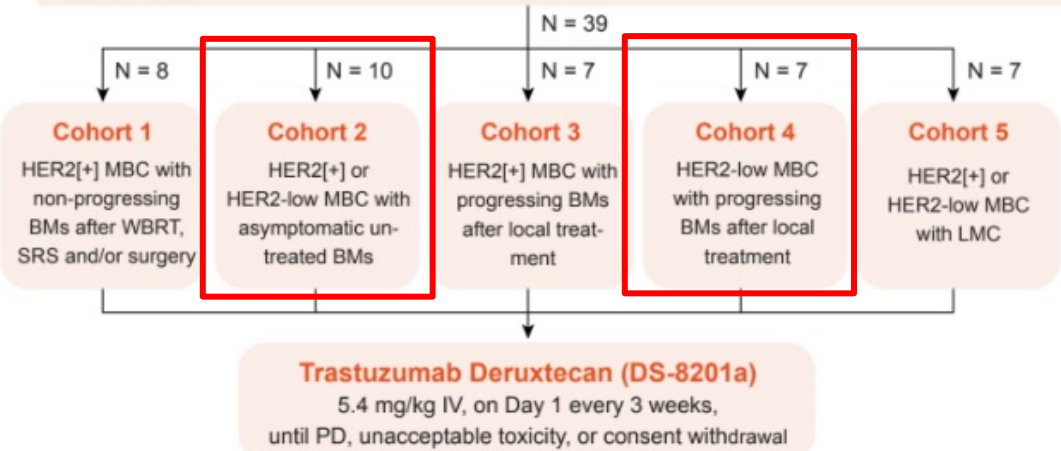 N = 39
N = 8
N = 10
N = 7
N = 7
N = 7
Cohort 1
HER2[+] MBC with
non-progressing
BMs after WBRT,
SRS and/or surgery
Cohort 2
HER2[+] or
HER2-low MBC with
asymptomatic un-
treated BMs
Cohort 3
HER2[+] MBC with
progressing BMs
after local treat-
ment
Cohort 4
HER2-low MBC
with progressing
BMs after local
treatment
Cohort 5
HER2[+] or
HER2-low MBC
with LMC
Trastuzumab Deruxtecan (DS-8201a)
5.4 mg/kg IV, on Day 1 every 3 weeks,
until PD, unacceptable toxicity, or consent withdrawal